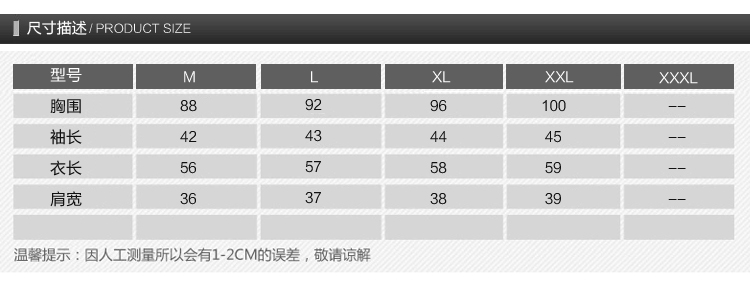 尺寸描述/ PRODUCT SIZE
型号 M L XL XXL XXXL
胸围 88 92 96 100 --
袖长 42 43 44 45 --
衣长 56 57 58 59 --
肩宽 36 37 38 39 --
温馨提示：因人工测量所以会有1-2CM的误差，敬请谅解